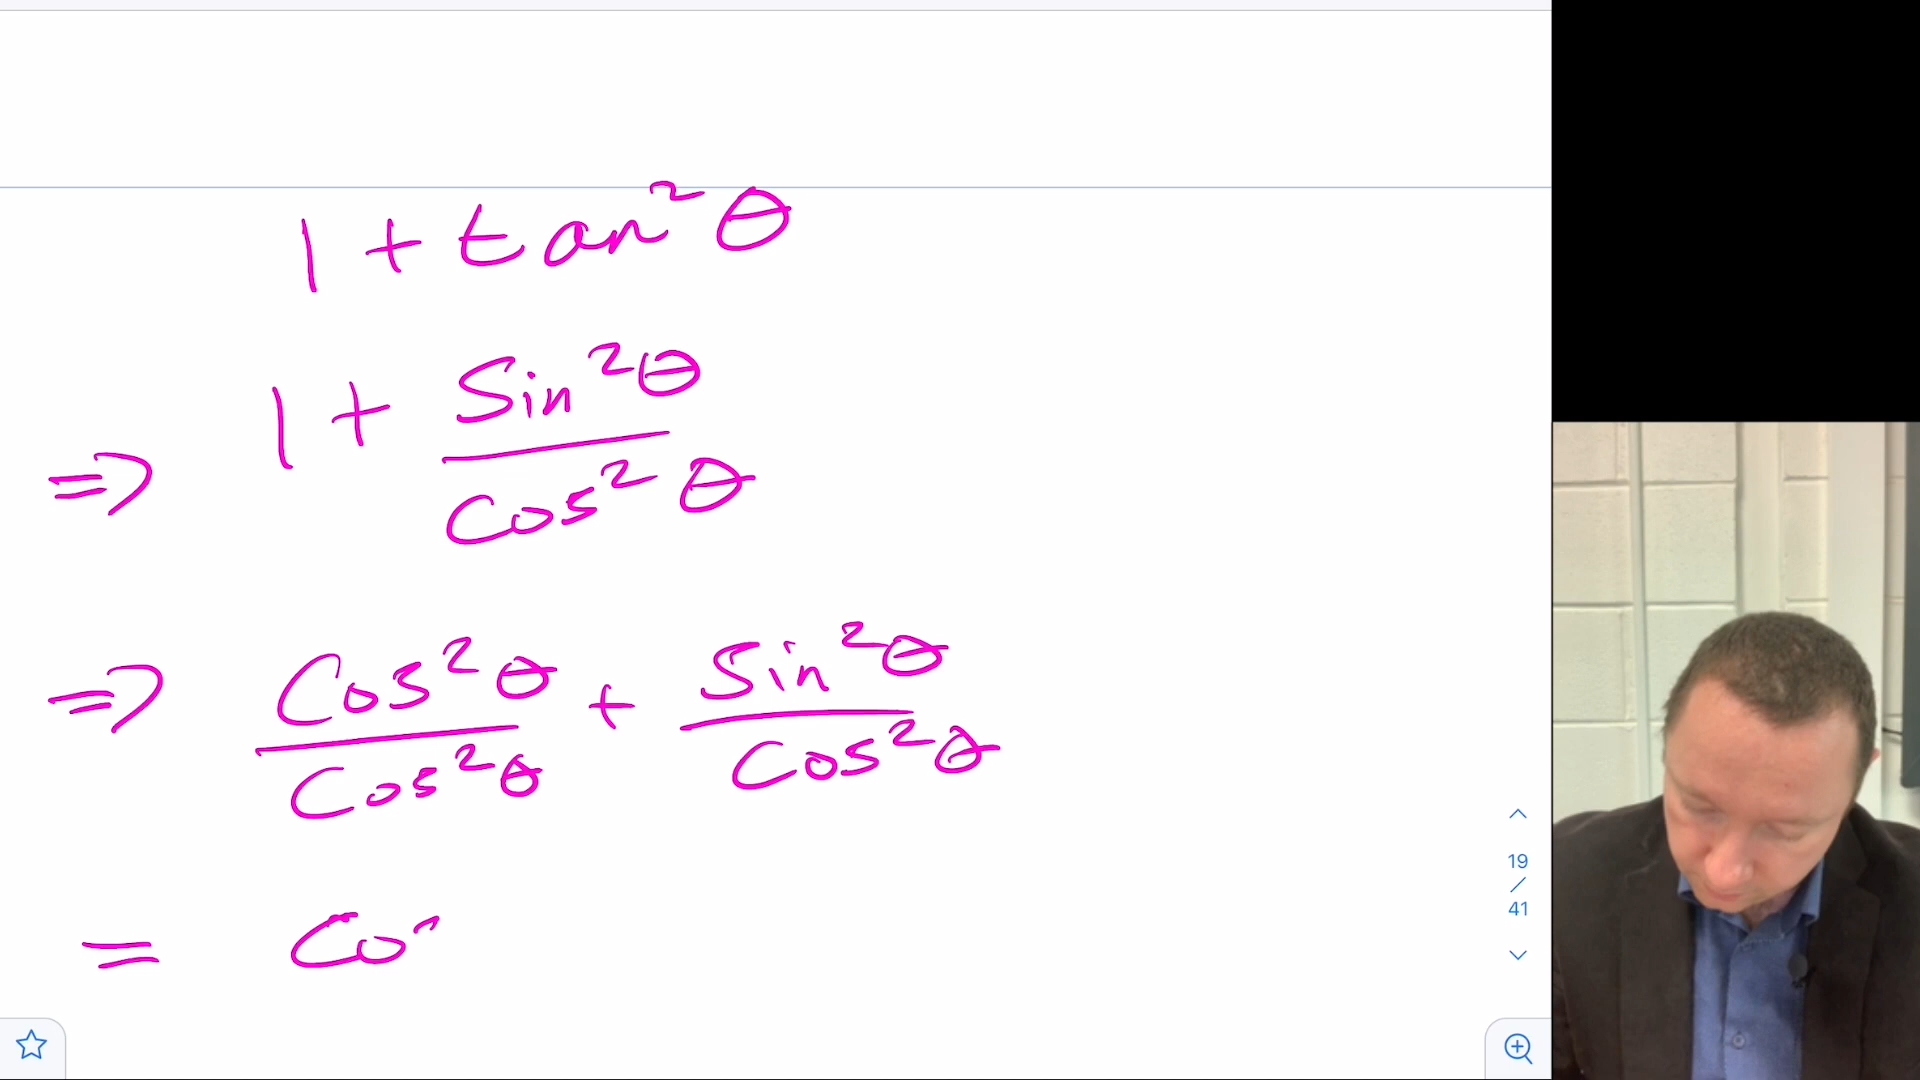 1 + tan²θ
⇒ 1 + Sin²θ / Cos²θ
⇒ Cos²θ / Cos²θ + Sin²θ / Cos²θ
= Co
19
/
41